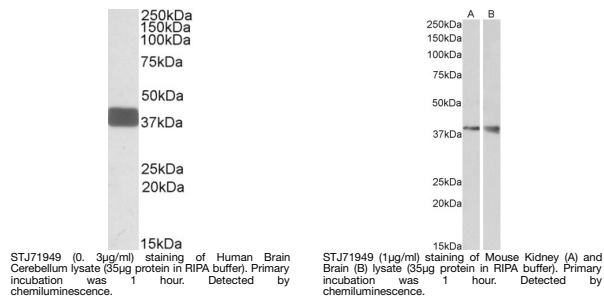 250kDa
150kDa
100kDa
75kDa
50kDa
37kDa
25kDa
20kDa
15kDa
STJ71949 (0. 3µg/ml) staining of Human Brain
Cerebellum lysate (35µg protein in RIPA buffer). Primary
incubation was 1 hour. Detected by
chemiluminescence.
A B
250kDa
150kDa
100kDa
75kDa
50kDa
37kDa
25kDa
20kDa
15kDa
STJ71949 (1µg/ml) staining of Mouse Kidney (A) and
Brain (B) lysate (35µg protein in RIPA buffer). Primary
incubation was 1 hour. Detected by
chemiluminescence.